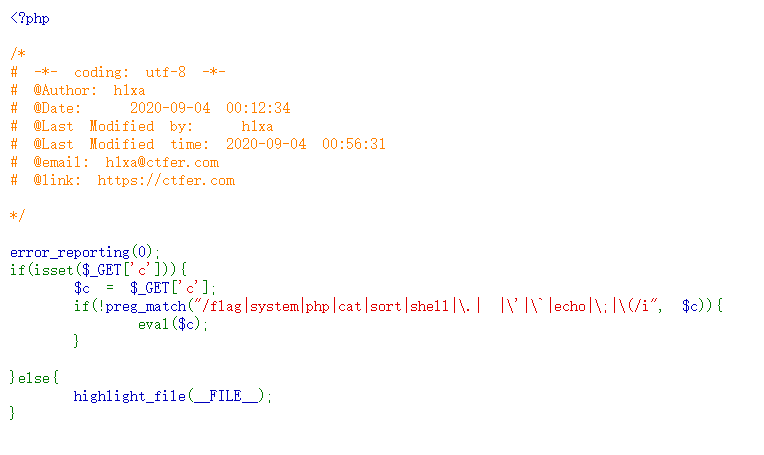 <?php
/*
# -*- coding: utf-8 -*-
# @Author: h1xa
# @Date:   2020-09-04 00:12:34
# @Last Modified by:   h1xa
# @Last Modified time: 2020-09-04 00:56:31
# @email: h1xa@ctfer.com
# @link: https://ctfer.com
*/
error_reporting(0);
if(isset($_GET['c'])){
    $c = $_GET['c'];
    if(!preg_match("/flag|system|php|cat|sort|shell|\.| |\'|\`|echo|\;|\(/i", $c)){
        eval($c);
    }
}else{
    highlight_file(__FILE__);
}